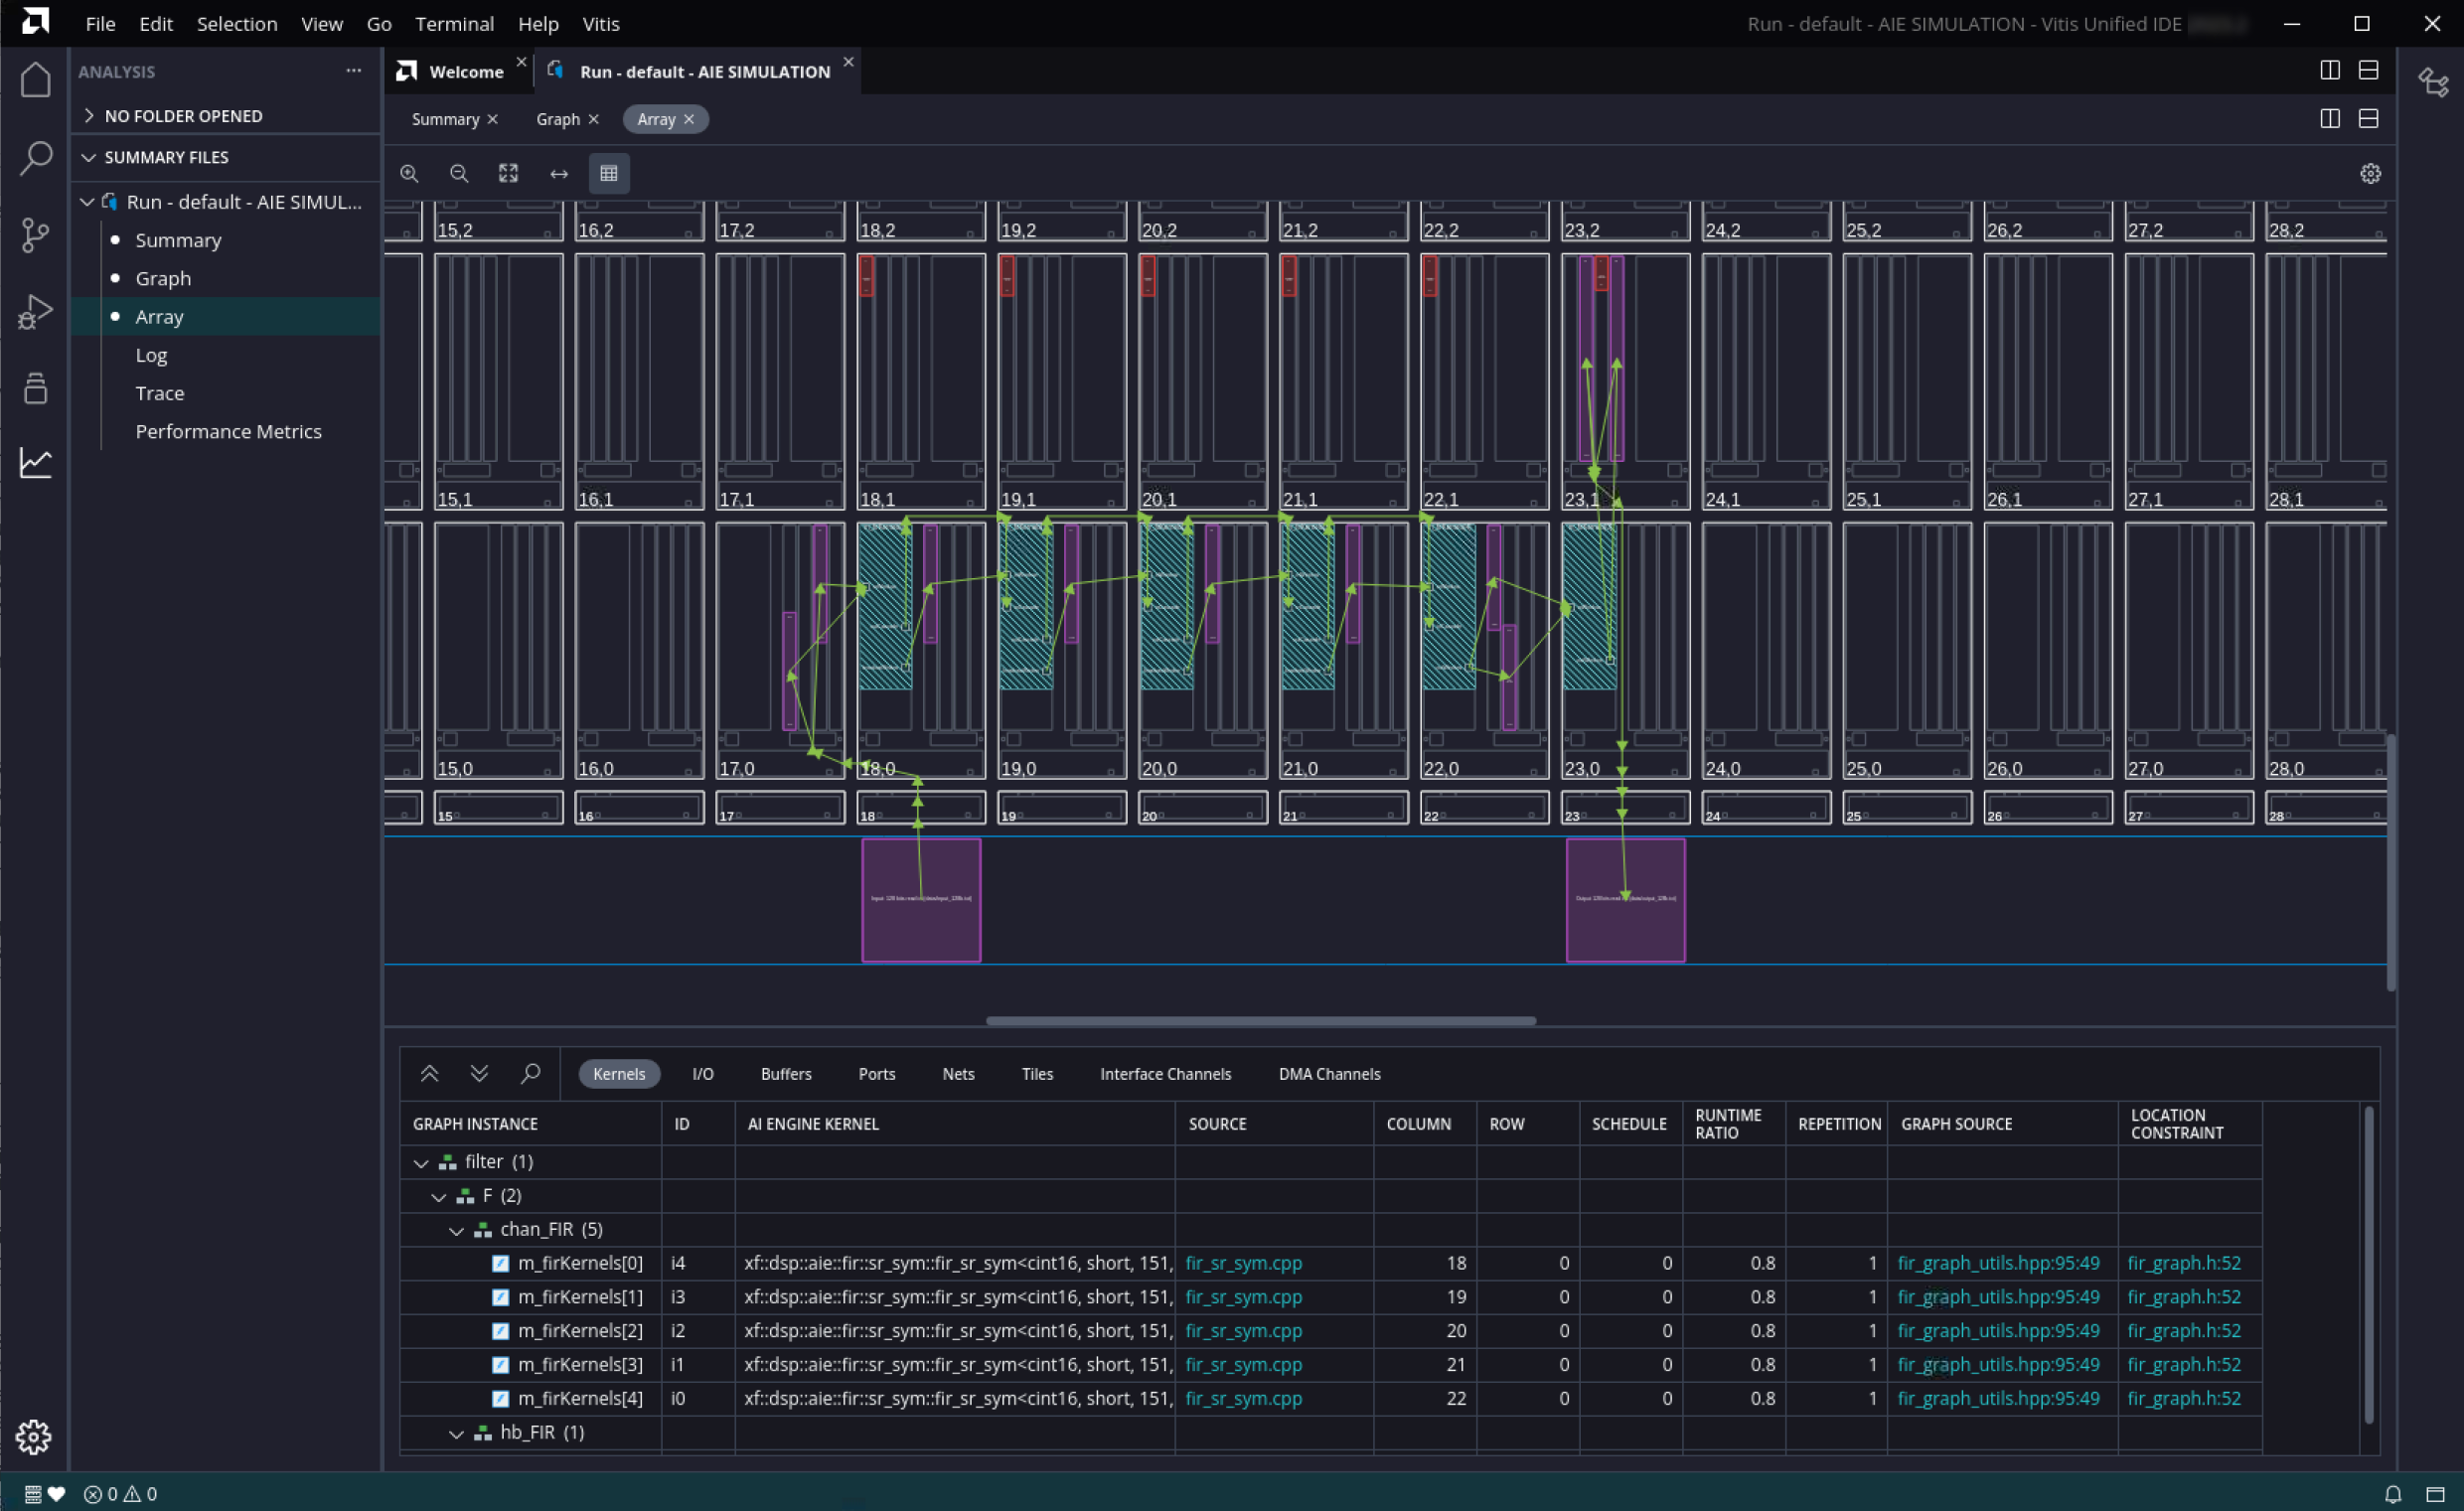 File Edit Selection View Go Terminal Help Vitis
Run - default - AIE SIMULATION - Vitis Unified IDE
ANALYSIS
NO FOLDER OPENED
SUMMARY FILES
Run - default - AIE SIMUL...
Summary
Graph
Array
Log
Trace
Performance Metrics
Welcome
Run - default - AIE SIMULATION
Summary Graph Array
15,2 16,2 17,2 18,2 19,2 20,2 21,2 22,2 23,2 24,2 25,2 26,2 27,2 28,2
15,1 16,1 17,1 18,1 19,1 20,1 21,1 22,1 23,1 24,1 25,1 26,1 27,1 28,1
15,0 16,0 17,0 18,0 19,0 20,0 21,0 22,0 23,0 24,0 25,0 26,0 27,0 28,0
15 16 17 18 19 20 21 22 23 24 25 26 27 28
Kernels I/O Buffers Ports Nets Tiles Interface Channels DMA Channels
GRAPH INSTANCE ID AI ENGINE KERNEL SOURCE COLUMN ROW SCHEDULE RUNTIME RATIO REPETITION GRAPH SOURCE LOCATION CONSTRAINT
filter (1)
F (2)
chan_FIR (5)
m_firKernels[0] i4 xf::dsp::aie::fir::sr_sym::fir_sr_sym<cint16, short, 151, fir_sr_sym.cpp 18 0 0 0.8 1 fir_graph_utils.hpp:95:49 fir_graph.h:52
m_firKernels[1] i3 xf::dsp::aie::fir::sr_sym::fir_sr_sym<cint16, short, 151, fir_sr_sym.cpp 19 0 0 0.8 1 fir_graph_utils.hpp:95:49 fir_graph.h:52
m_firKernels[2] i2 xf::dsp::aie::fir::sr_sym::fir_sr_sym<cint16, short, 151, fir_sr_sym.cpp 20 0 0 0.8 1 fir_graph_utils.hpp:95:49 fir_graph.h:52
m_firKernels[3] i1 xf::dsp::aie::fir::sr_sym::fir_sr_sym<cint16, short, 151, fir_sr_sym.cpp 21 0 0 0.8 1 fir_graph_utils.hpp:95:49 fir_graph.h:52
m_firKernels[4] i0 xf::dsp::aie::fir::sr_sym::fir_sr_sym<cint16, short, 151, fir_sr_sym.cpp 22 0 0 0.8 1 fir_graph_utils.hpp:95:49 fir_graph.h:52
hb_FIR (1)
0 0